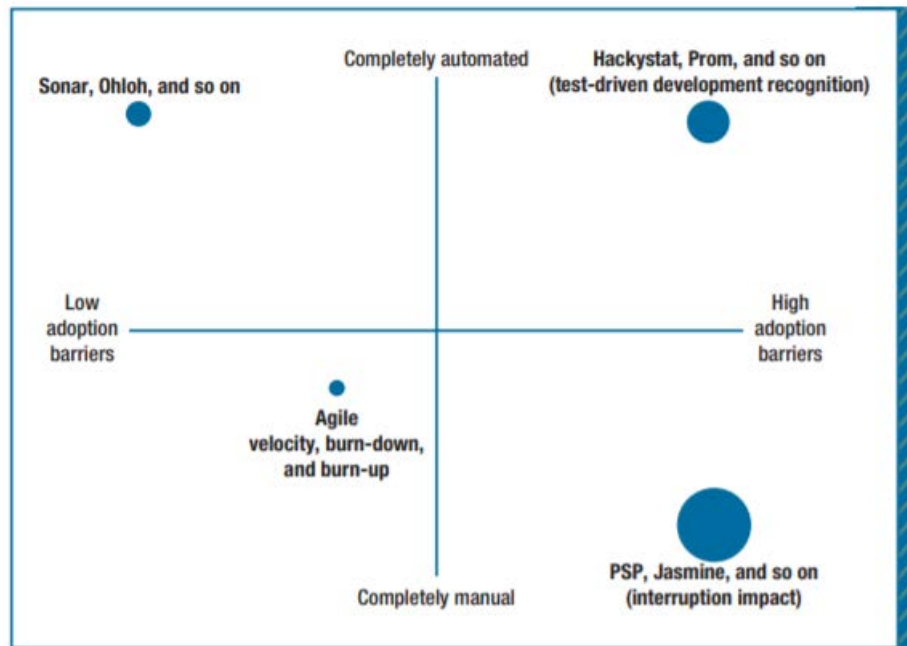 Completely automated
Sonar, Ohloh, and so on
Hackystat, Prom, and so on
(test-driven development recognition)
Low
adoption
barriers
High
adoption
barriers
Agile
velocity, burn-down,
and burn-up
Completely manual
PSP, Jasmine, and so on
(interruption impact)